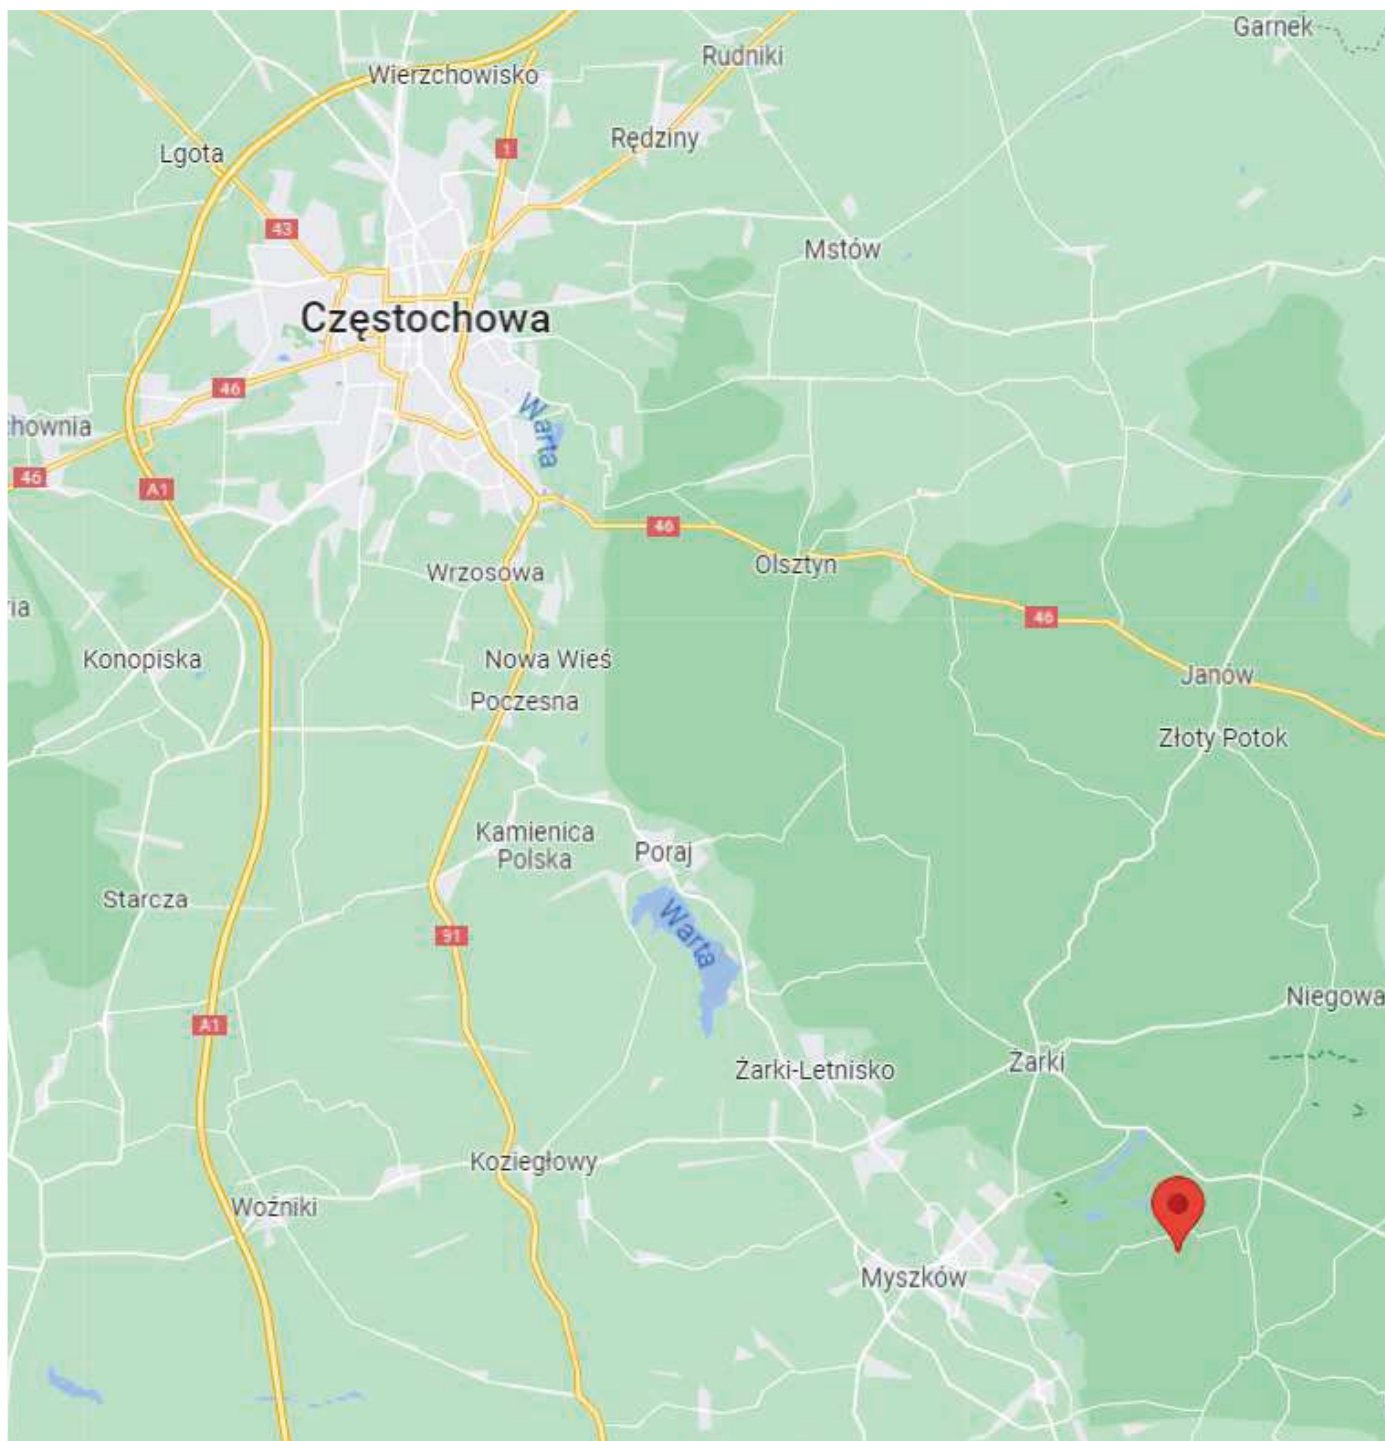 Garnek
Rudniki
Wierzchowisko
Rędziny
1
Lgota
43
Mstów
Częstochowa
46
Warta
chownia
46
A1
46
Olsztyn
Wrzosowa
ria
46
Konopiska
Nowa Wieś
Janów
Poczesna
Złoty Potok
Kamienica
Polska
Poraj
Starcza
Warta
91
Niegowa
A1
Żarki-Letnisko
Żarki
Koziegłowy
Woźniki
Myszków